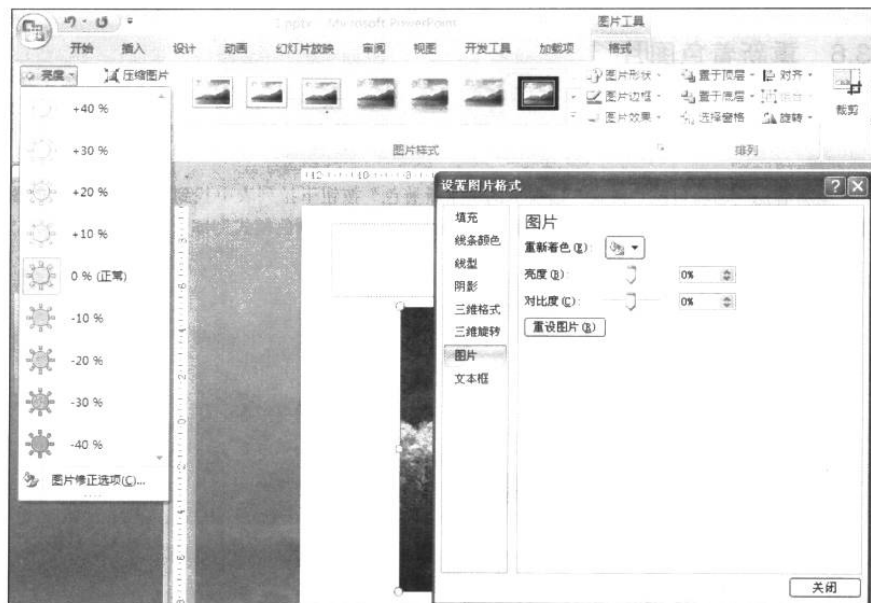 1.pptx - Microsoft PowerPoint
图片工具
开始 插入 设计 动画 幻灯片放映 审阅 视图 开发工具 加载项 格式
亮度
压缩图片
图片形状
图片边框
图片效果
置于顶层
置于底层
选择窗格
对齐
组合
旋转
裁剪
图片样式
排列
+40 %
+30 %
+20 %
+10 %
0 % (正常)
-10 %
-20 %
-30 %
-40 %
图片修正选项(C)...
设置图片格式
填充
线条颜色
线型
阴影
三维格式
三维旋转
图片
文本框
图片
重新着色(E):
亮度(R): 0%
对比度(C): 0%
重设图片(R)
关闭